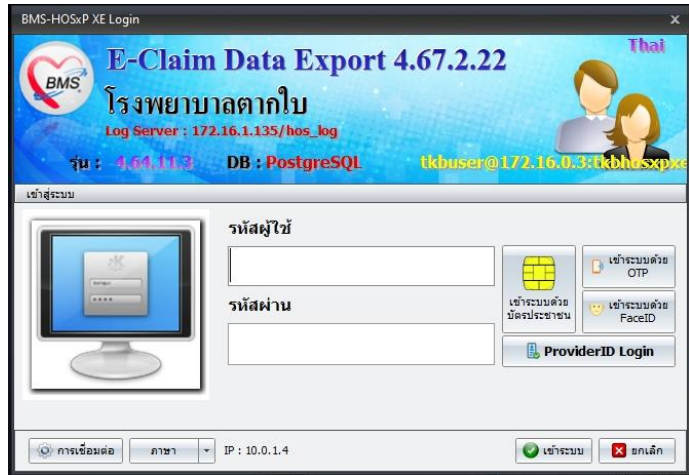 BMS-HOSxP XE Login
x
E-Claim Data Export 4.67.2.22
Thai
BMS
โรงพยาบาลตากใบ
Log Server : 172.16.1.135/hos_log
รุ่น : 4.64.11.3 DB : PostgreSQL tkbuser@172.16.0.3:tkbhosxpxe
เข้าสู่ระบบ
รหัสผู้ใช้
รหัสผ่าน
เข้าระบบด้วย
บัตรประชาชน
เข้าระบบด้วย
OTP
เข้าระบบด้วย
FaceID
ProviderID Login
การเชื่อมต่อ ภาษา IP : 10.0.1.4 เข้าระบบ ยกเลิก